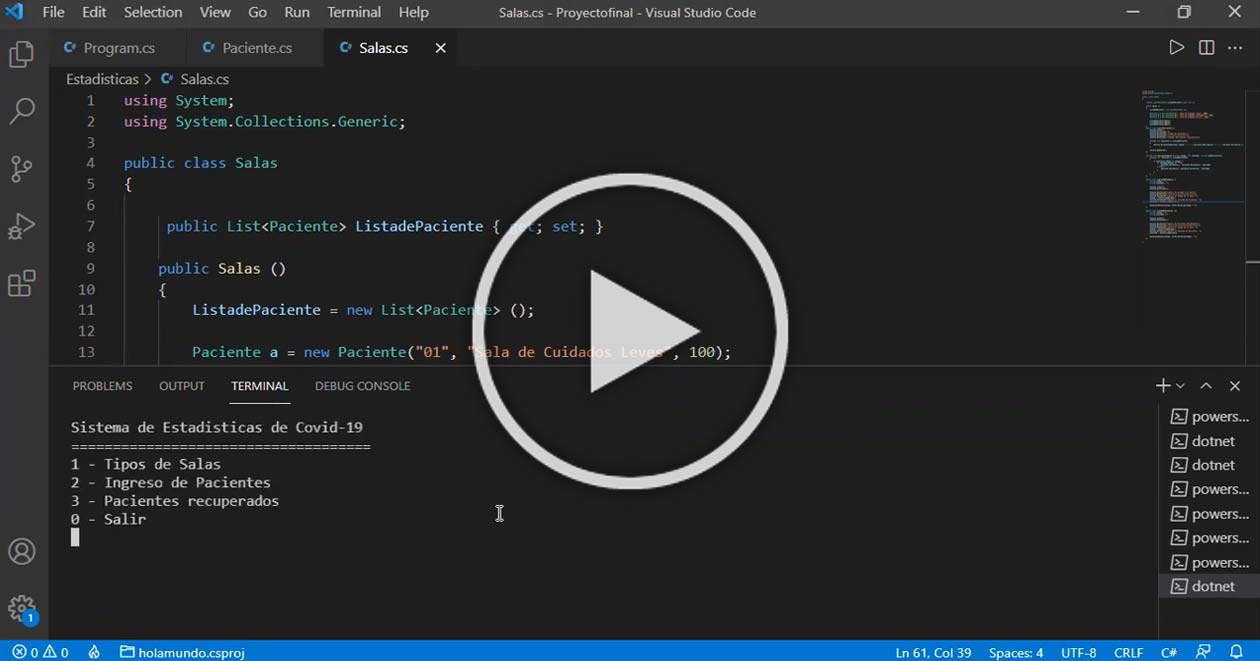 File Edit Selection View Go Run Terminal Help Salas.cs - Proyectofinal - Visual Studio Code
Program.cs Paciente.cs Salas.cs
Estadisticas > Salas.cs
1 using System;
2 using System.Collections.Generic;
3
4 public class Salas
5 {
6
7 public List<Paciente> ListadePaciente { get; set; }
8
9 public Salas ()
10 {
11 ListadePaciente = new List<Paciente> ();
12
13 Paciente a = new Paciente("01", "Sala de Cuidados Leves", 100);
PROBLEMS OUTPUT TERMINAL DEBUG CONSOLE
Sistema de Estadisticas de Covid-19
====================================
1 - Tipos de Salas
2 - Ingreso de Pacientes
3 - Pacientes recuperados
0 - Salir
powers...
dotnet
dotnet
powers...
powers...
powers...
powers...
dotnet
1
0 0 holamundo.csproj Ln 61, Col 39 Spaces: 4 UTF-8 CRLF C#